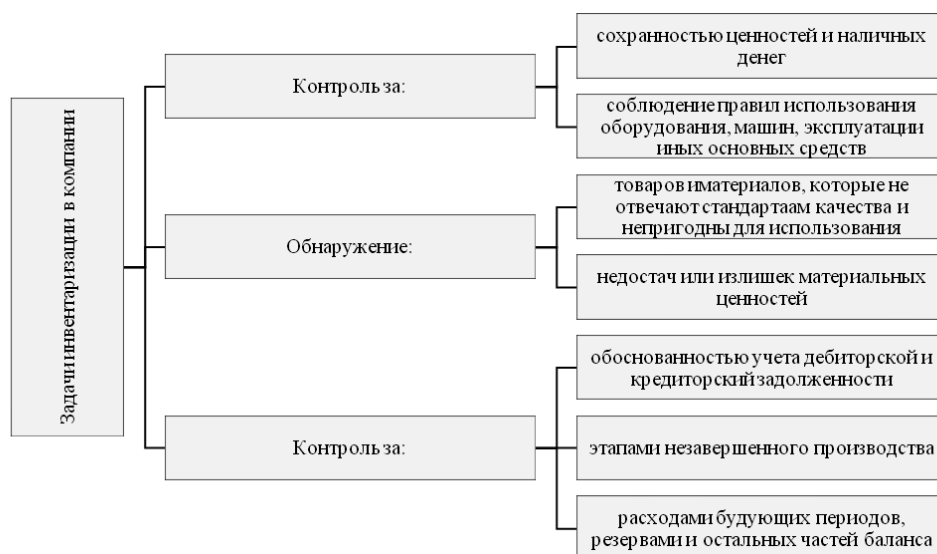 Задачи инвентаризации в компании
Контроль за:
сохранностью ценностей и наличных
денег
соблюдение правил использования
оборудования, машин, эксплуатации
иных основных средств
Обнаружение:
товаров иматериалов, которые не
отвечают стандартаам качества и
непригодны для использования
недостач или излишек материальных
ценностей
Контроль за:
обоснованностью учета дебиторской и
кредиторский задолженности
этапами незавершенного производства
расходами будующих периодов,
резервами и остальных частей баланса